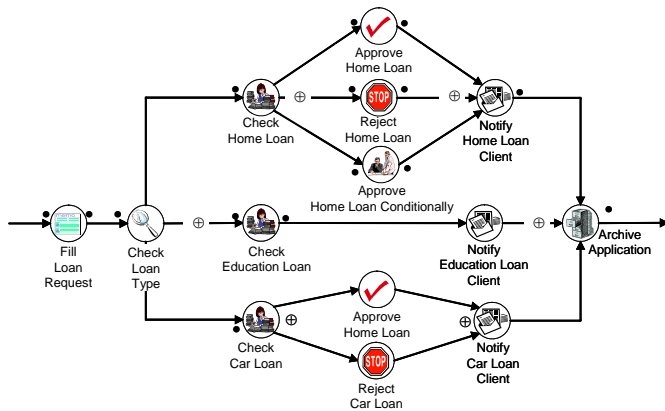 Approve
Home Loan
STOP
Check
Home Loan
Reject
Home Loan
Notify
Home Loan
Client
Approve
Home Loan Conditionally
Fill
Loan
Request
Check
Loan
Type
Check
Education Loan
Notify
Education Loan
Client
Archive
Application
Approve
Home Loan
Check
Car Loan
STOP
Reject
Car Loan
Notify
Car Loan
Client